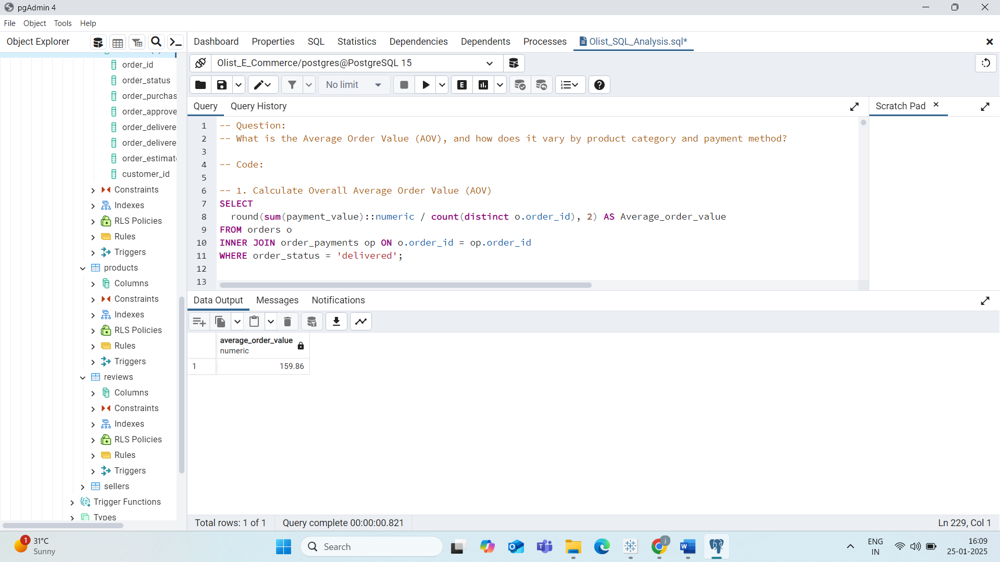 pgAdmin 4
File Object Tools Help
Object Explorer
Dashboard Properties SQL Statistics Dependencies Dependents Processes Olist_SQL_Analysis.sql*
order_id
order_status
order_purchas
order_approve
order_delivere
order_delivere
order_estimat
customer_id
Constraints
Indexes
RLS Policies
Rules
Triggers
products
Columns
Constraints
Indexes
RLS Policies
Rules
Triggers
reviews
Columns
Constraints
Indexes
RLS Policies
Rules
Triggers
sellers
Trigger Functions
Types
Olist_E_Commerce/postgres@PostgreSQL 15
No limit
E
Query Query History
Scratch Pad
1 -- Question:
2 -- What is the Average Order Value (AOV), and how does it vary by product category and payment method?
3
4 -- Code:
5
6 -- 1. Calculate Overall Average Order Value (AOV)
7 SELECT
8 round(sum(payment_value)::numeric / count(distinct o.order_id), 2) AS Average_order_value
9 FROM orders o
10 INNER JOIN order_payments op ON o.order_id = op.order_id
11 WHERE order_status = 'delivered';
12
13
Data Output Messages Notifications
average_order_value
numeric
1 159.86
Total rows: 1 of 1 Query complete 00:00:00.821 Ln 229, Col 1
1
31°C
Sunny
Search
j
ENG
IN
16:09
25-01-2025